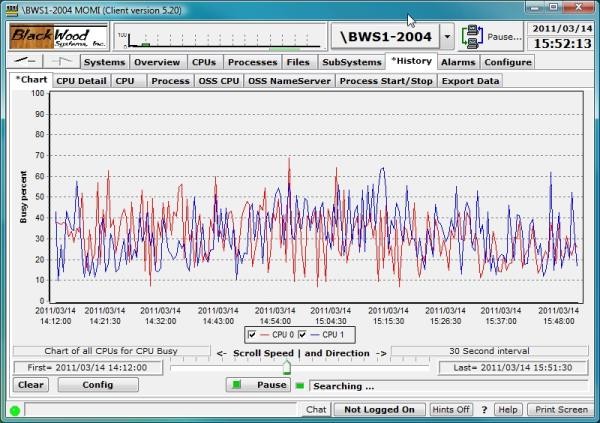 \BWS1-2004 MOMI (Client version 5.20)
BlackWood
Systems, Inc.
100
0
\BWS1-2004
Pause...
2011/03/14
15:52:13
Systems Overview CPUs Processes Files SubSystems *History Alarms Configure
*Chart CPU Detail CPU Process OSS CPU OSS NameServer Process Start/Stop Export Data
Busy percent
100
90
80
70
60
50
40
30
20
10
0
2011/03/14 2011/03/14 2011/03/14 2011/03/14 2011/03/14 2011/03/14 2011/03/14 2011/03/14 2011/03/14 2011/03/14
14:12:00 14:21:30 14:32:00 14:43:00 14:54:00 15:04:30 15:15:30 15:26:30 15:37:00 15:48:00
CPU 0 CPU 1
Chart of all CPUs for CPU Busy <- Scroll Speed | and Direction -> 30 Second interval
First= 2011/03/14 14:12:00 Last= 2011/03/14 15:51:30
Clear Config Pause Searching ...
Chat Not Logged On Hints Off ? Help Print Screen